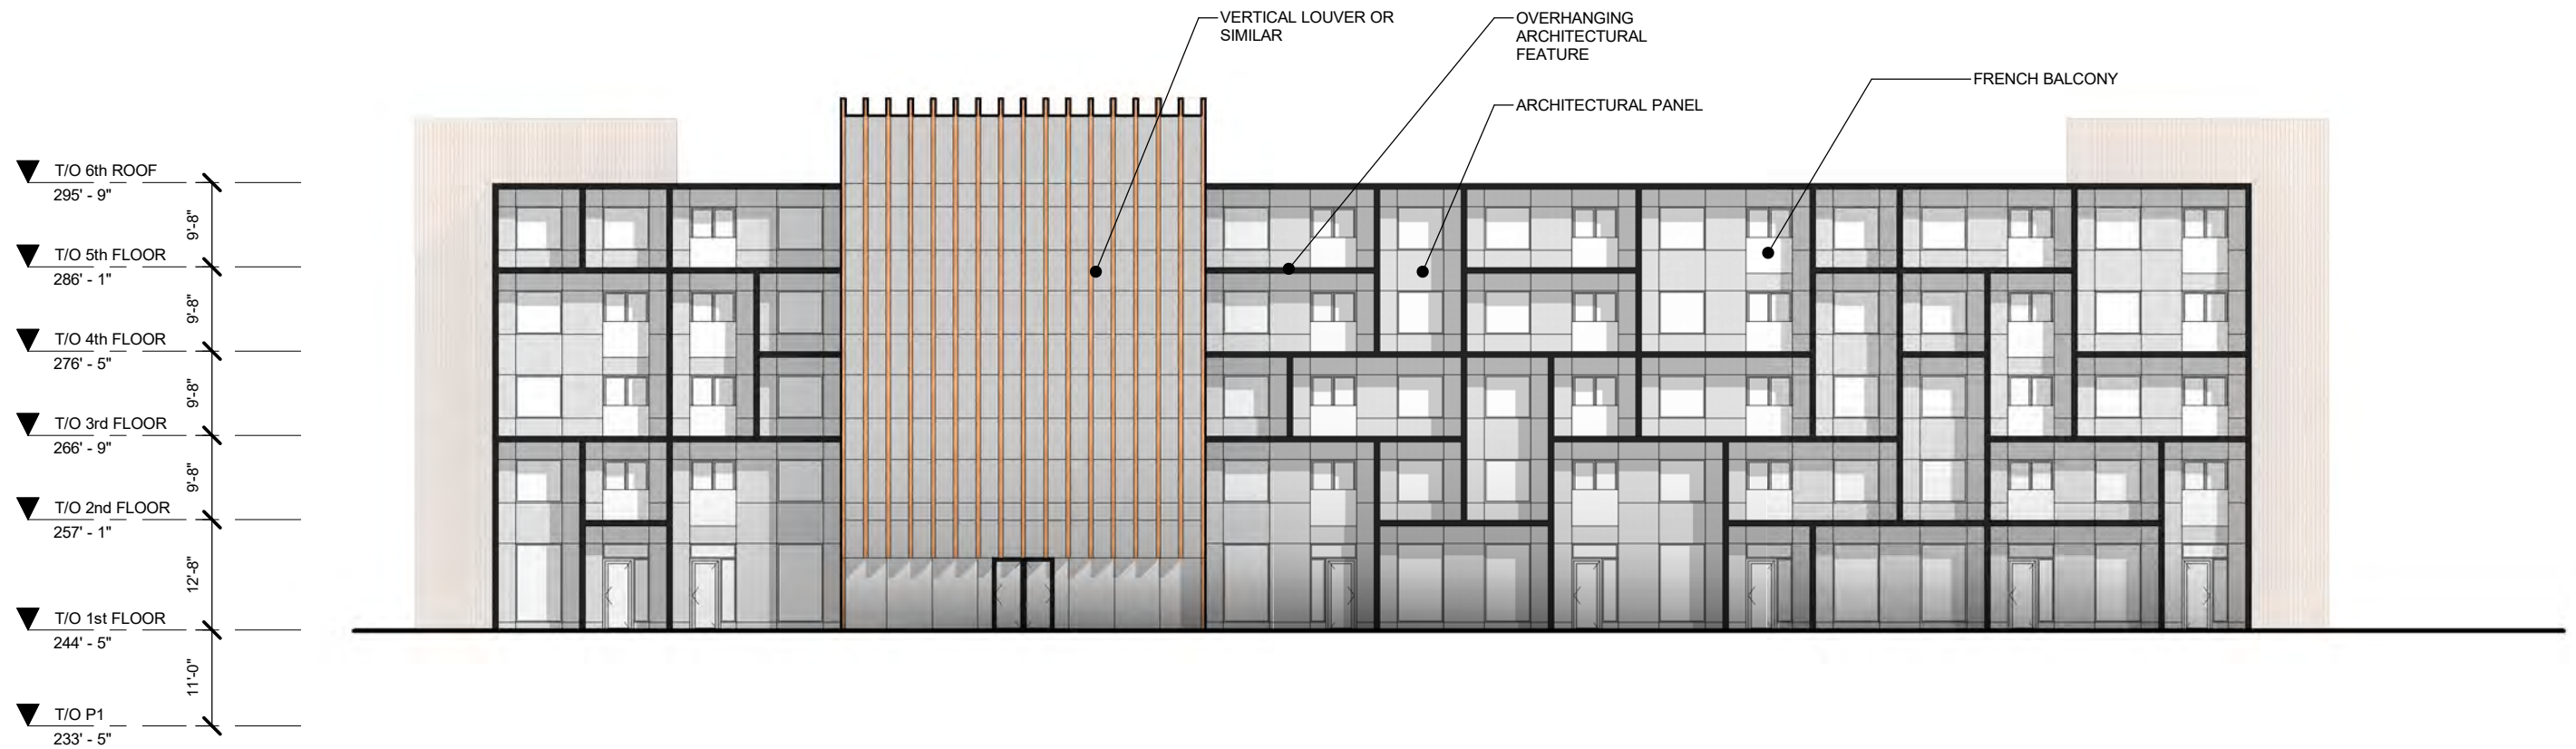 VERTICAL LOUVER OR
SIMILAR
OVERHANGING
ARCHITECTURAL
FEATURE
FRENCH BALCONY
ARCHITECTURAL PANEL
T/O 6th ROOF
295' - 9"
9'-8"
T/O 5th FLOOR
286' - 1"
9'-8"
T/O 4th FLOOR
276' - 5"
9'-8"
T/O 3rd FLOOR
266' - 9"
9'-8"
T/O 2nd FLOOR
257' - 1"
12'-8"
T/O 1st FLOOR
244' - 5"
11'-0"
T/O P1
233' - 5"